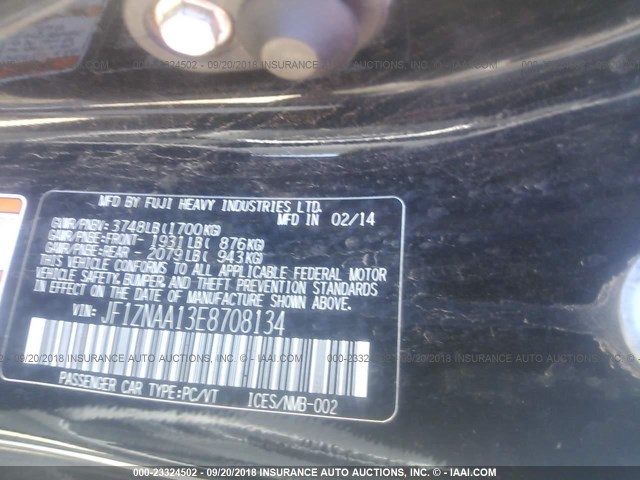 000-23324502 - 09/20/2018 INSURANCE AUTO AUCTIONS, INC. - IAAI.COM
MFD BY FUJI HEAVY INDUSTRIES LTD.
MFD IN 02/14
GVWR/PNBV: 3748LB(1700KG)
GAWR/PNBE:FRONT- 1931LB( 876KG)
GAWR/PNBE:REAR - 2079LB( 943KG)
THIS VEHICLE CONFORMS TO ALL APPLICABLE FEDERAL MOTOR
VEHICLE SAFETY, BUMPER, AND THEFT PREVENTION STANDARDS
IN EFFECT ON THE DATE OF MANUFACTURE SHOWN ABOVE.
VIN: JF1ZNAA13E8708134
PASSENGER CAR TYPE:PC/VT ICES/NMB-002
000-23324502 - 09/20/2018 INSURANCE AUTO AUCTIONS, INC. - IAAI.COM
000-23324502 - 09/20/2018 INSURANCE AUTO AUCTIONS, INC. - IAAI.COM